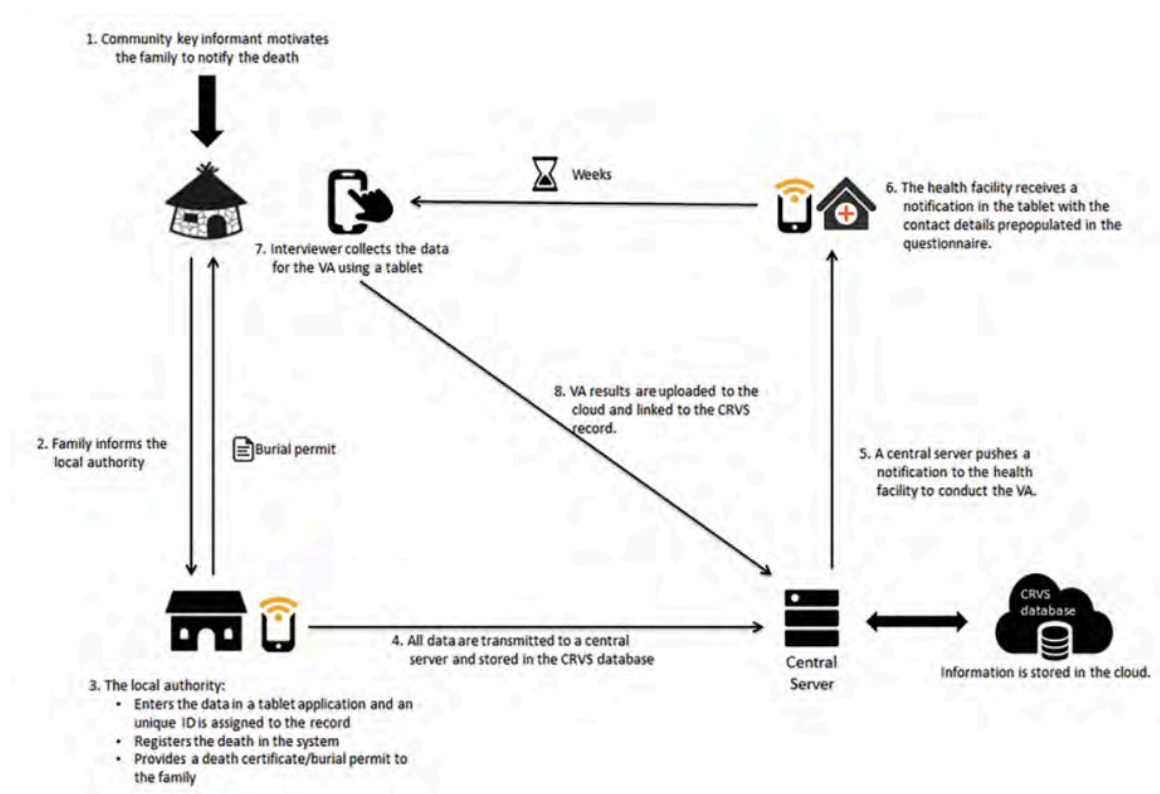 1. Community key informant motivates
the family to notify the death
Weeks
6. The health facility receives a
notification in the tablet with the
contact details prepopulated in the
questionnaire.
7. Interviewer collects the data
for the VA using a tablet
8. VA results are uploaded to the
cloud and linked to the CRVS
record.
2. Family informs the
local authority
Burial permit
5. A central server pushes a
notification to the health
facility to conduct the VA.
CRVS
database
4. All data are transmitted to a central
server and stored in the CRVS database
Central
Server
Information is stored in the cloud.
3. The local authority:
• Enters the data in a tablet application and an
unique ID is assigned to the record
• Registers the death in the system
• Provides a death certificate/burial permit to
the family